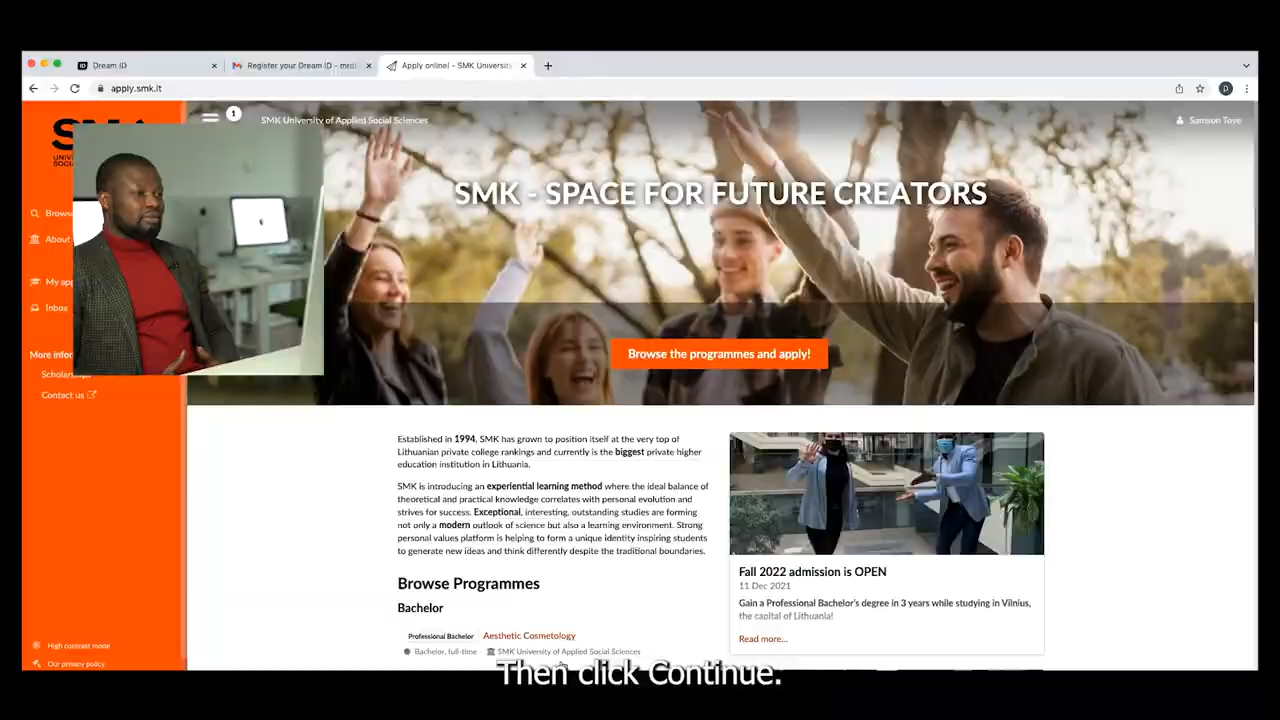 Dream ID
Register your Dream ID - mro
Apply online! - SMK University
apply.smk.lt
1
SMK University of Applied Social Sciences
Samson Toye
SMK - SPACE FOR FUTURE CREATORS
About
Inbox
Contact us
Browse the programmes and apply!
Established in 1994, SMK has grown to position itself at the very top of
Lithuanian private college rankings and currently is the biggest private higher
education institution in Lithuania.
SMK is introducing an experiential learning method where the ideal balance of
theoretical and practical knowledge correlates with personal evolution and
strives for success. Exceptional, interesting, outstanding studies are forming
not only a modern outlook of science but also a learning environment. Strong
personal values platform is helping to form a unique identity inspiring students
to generate new ideas and think differently despite the traditional boundaries.
Browse Programmes
Bachelor
Professional Bachelor Aesthetic Cosmetology
Bachelor, full-time SMK University of Applied Social Sciences
Fall 2022 admission is OPEN
11 Dec 2021
Gain a Professional Bachelor's degree in 3 years while studying in Vilnius,
the capital of Lithuania!
Read more...
High contrast mode
Our privacy policy
Then click Continue.